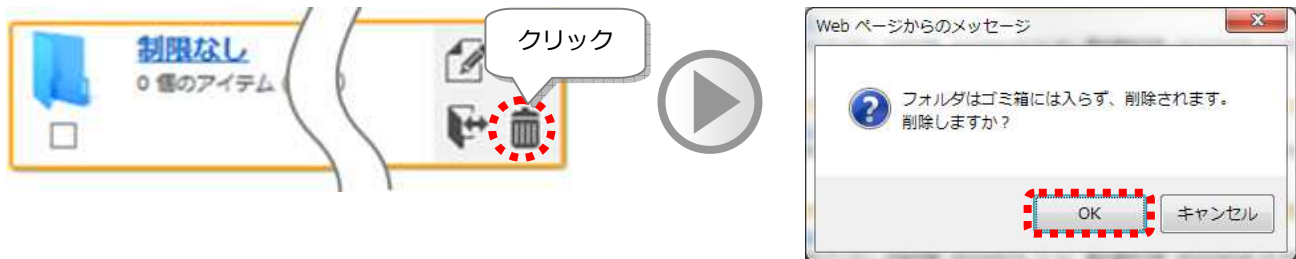 制限なし
0 個のアイテム (
クリック
Web ページからのメッセージ
フォルダはゴミ箱には入らず、削除されます。
削除しますか?
OK
キャンセル